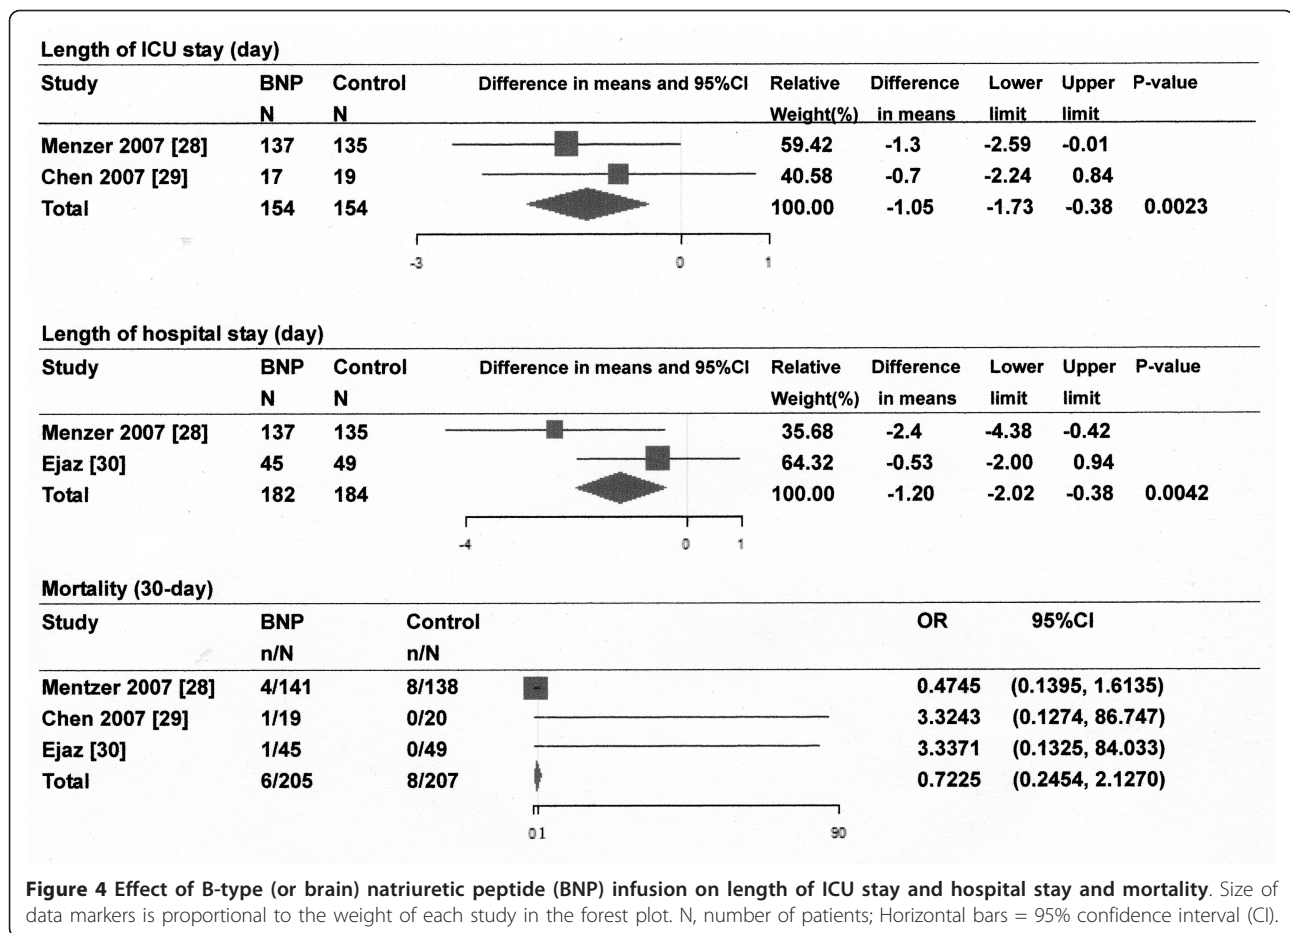 Length of ICU stay (day)
Study BNP Control Difference in means and 95%CI Relative Difference Lower Upper P-value
N N Weight(%) in means limit limit
Menzer 2007 [28] 137 135 59.42 -1.3 -2.59 -0.01
Chen 2007 [29] 17 19 40.58 -0.7 -2.24 0.84
Total 154 154 100.00 -1.05 -1.73 -0.38 0.0023
-3 0 1
Length of hospital stay (day)
Study BNP Control Difference in means and 95%CI Relative Difference Lower Upper P-value
N N Weight(%) in means limit limit
Menzer 2007 [28] 137 135 35.68 -2.4 -4.38 -0.42
Ejaz [30] 45 49 64.32 -0.53 -2.00 0.94
Total 182 184 100.00 -1.20 -2.02 -0.38 0.0042
-4 0 1
Mortality (30-day)
Study BNP Control OR 95%CI
n/N n/N
Mentzer 2007 [28] 4/141 8/138 0.4745 (0.1395, 1.6135)
Chen 2007 [29] 1/19 0/20 3.3243 (0.1274, 86.747)
Ejaz [30] 1/45 0/49 3.3371 (0.1325, 84.033)
Total 6/205 8/207 0.7225 (0.2454, 2.1270)
0 1 90
Figure 4 Effect of B-type (or brain) natriuretic peptide (BNP) infusion on length of ICU stay and hospital stay and mortality. Size of
data markers is proportional to the weight of each study in the forest plot. N, number of patients; Horizontal bars = 95% confidence interval (CI).